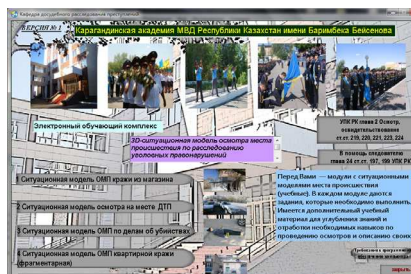 Кафедра досудебного расследования преступлений
ВЕРСИЯ № 1
Карагандинская академия МВД Республики Казахстан имени Баримбека Бейсенова
Электронный обучающий комплекс
3D-ситуационная модель осмотра места
происшествия по расследованию
уголовных правонарушений
УПК РК глава 2 Осмотр,
освидетельствование
ст.ст. 219, 220, 221, 223, 224
В помощь следователю
глава 24 ст.ст. 197, 199 УПК РК
1 Ситуационная модель ОМП кражи из магазина
2 Ситуационная модель осмотра на месте ДТП
3 Ситуационная модель ОМП по делам об убийствах
4 Ситуационная модель ОМП квартирной кражи
(фрагментарная)
Перед Вами — модули с ситуационными
моделями места происшествия
(учебные). В каждом модуле даются
задания, которые необходимо выполнить.
Имеется дополнительный учебный
материал для углубления знаний и
отработки необходимых навыков по
проведению осмотров и описанию своих